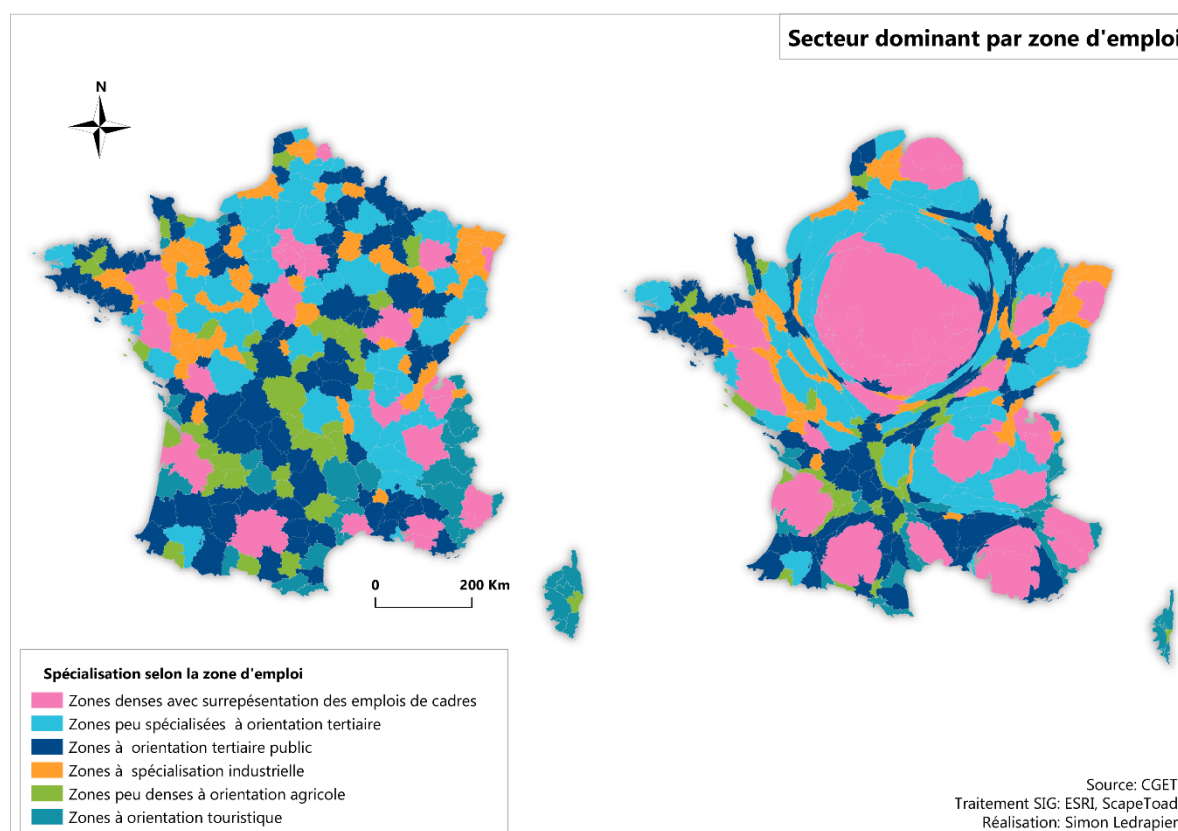 Secteur dominant par zone d'emploi
N
0 200 Km
Spécialisation selon la zone d'emploi
Zones denses avec surrepésentation des emplois de cadres
Zones peu spécialisées à orientation tertiaire
Zones à orientation tertiaire public
Zones à spécialisation industrielle
Zones peu denses à orientation agricole
Zones à orientation touristique
Source: CGET
Traitement SIG: ESRI, ScapeToad
Réalisation: Simon Ledrapier